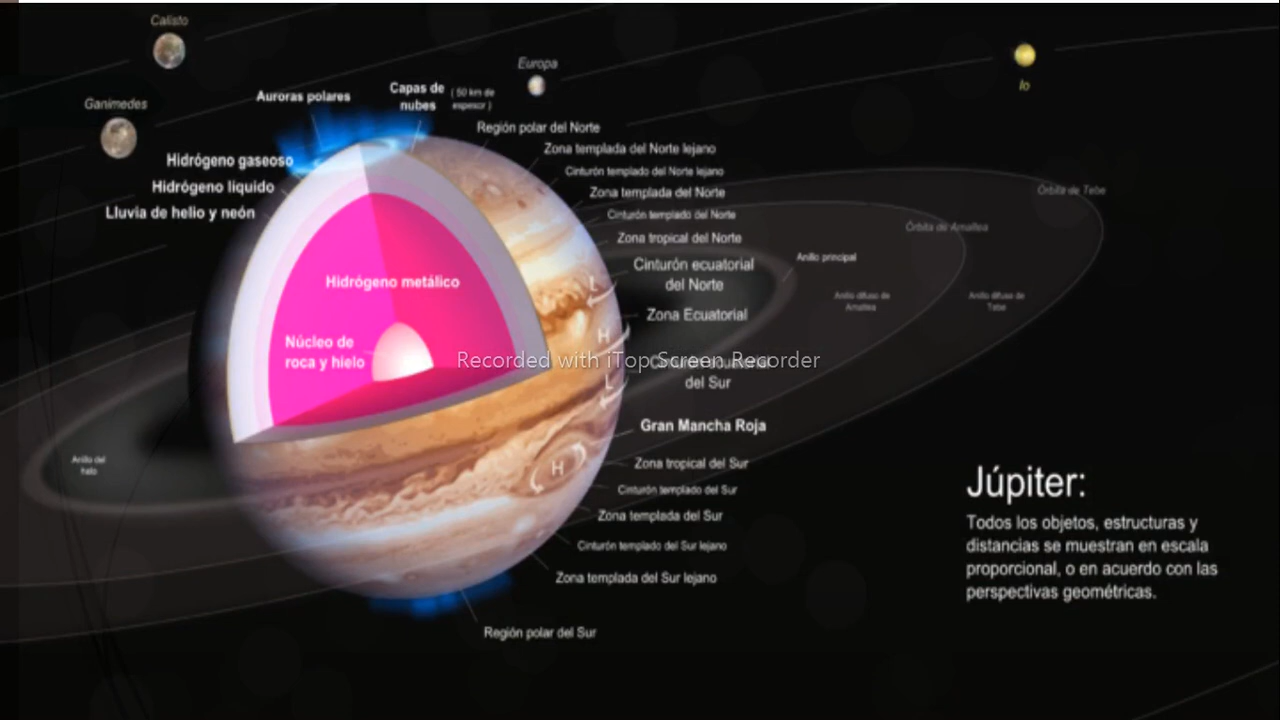 Calisto
Europa
Io
Ganimedes
Auroras polares
Capas de
nubes
( 50 km de
espesor )
Región polar del Norte
Zona templada del Norte lejano
Hidrógeno gaseoso
Cinturón templado del Norte lejano
Hidrógeno líquido
Zona templada del Norte
Órbita de Tebe
Lluvia de helio y neón
Cinturón templado del Norte
Órbita de Amaltea
Zona tropical del Norte
Anillo principal
Cinturón ecuatorial
del Norte
Hidrógeno metálico
L
Anillo difuso de
Amaltea
Anillo difuso de
Tebe
Zona Ecuatorial
H
Núcleo de
roca y hielo
Recorded with iTop Screen Recorder
Cinturón ecuatorial
del Sur
L
Gran Mancha Roja
Anillo del
halo
H
Zona tropical del Sur
Cinturón templado del Sur
Zona templada del Sur
Cinturón templado del Sur lejano
Zona templada del Sur lejano
Región polar del Sur
Júpiter:
Todos los objetos, estructuras y
distancias se muestran en escala
proporcional, o en acuerdo con las
perspectivas geométricas.